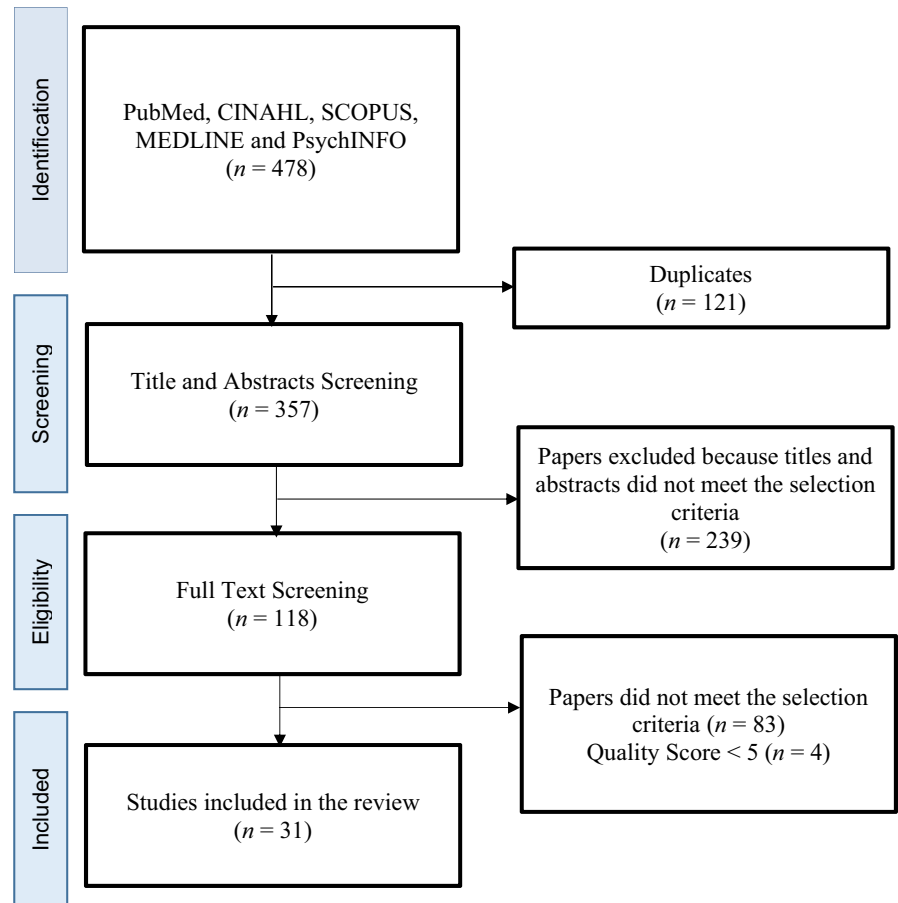 Identification
PubMed, CINAHL, SCOPUS,
MEDLINE and PsychINFO
(n = 478)
Duplicates
(n = 121)
Screening
Title and Abstracts Screening
(n = 357)
Papers excluded because titles and
abstracts did not meet the selection
criteria
(n = 239)
Eligibility
Full Text Screening
(n = 118)
Papers did not meet the selection
criteria (n = 83)
Quality Score < 5 (n = 4)
Included
Studies included in the review
(n = 31)